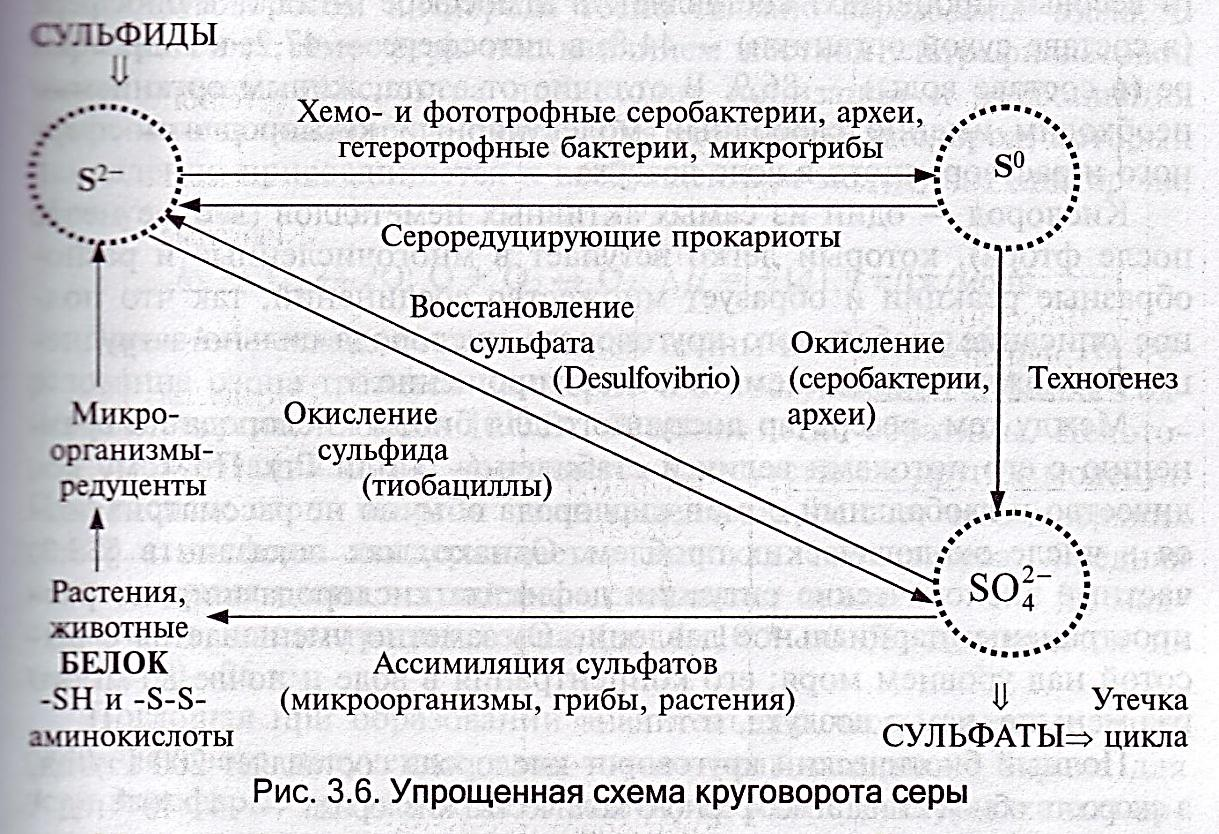 СУЛЬФИДЫ
⇓
S²⁻
Хемо- и фототрофные серобактерии, археи,
гетеротрофные бактерии, микрогрибы
S⁰
Сероредуцирующие прокариоты
Восстановление
сульфата
(Desulfovibrio)
Окисление
(серобактерии,
археи)
Техногенез
Микро-
организмы-
редуценты
Окисление
сульфида
(тиобациллы)
SO₄²⁻
Растения,
животные
БЕЛОК
-SH и -S-S-
аминокислоты
Ассимиляция сульфатов
(микроорганизмы, грибы, растения)
⇓
Утечка
СУЛЬФАТЫ⇒ цикла
Рис. 3.6. Упрощенная схема круговорота серы